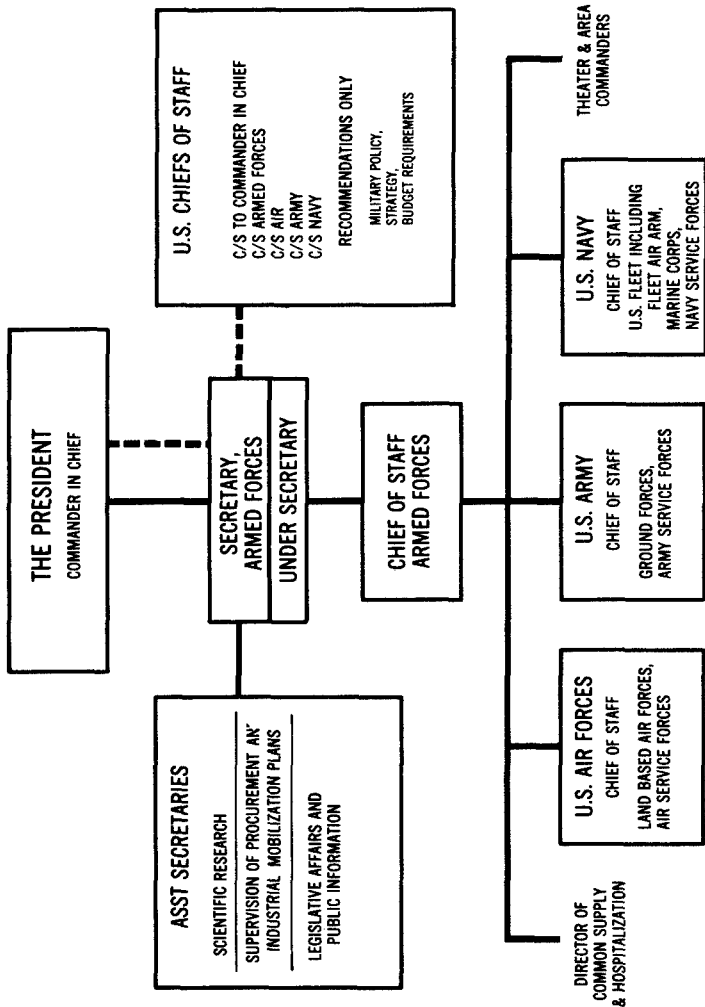 THE PRESIDENT
COMMANDER IN CHIEF
ASST SECRETARIES
SCIENTIFIC RESEARCH
SUPERVISION OF PROCUREMENT AN
INDUSTRIAL MOBILIZATION PLANS
LEGISLATIVE AFFAIRS AND
PUBLIC INFORMATION
SECRETARY,
ARMED FORCES
UNDER SECRETARY
U.S. CHIEFS OF STAFF
C/S TO COMMANDER IN CHIEF
C/S ARMED FORCES
C/S AIR
C/S ARMY
C/S NAVY
RECOMMENDATIONS ONLY
MILITARY POLICY,
STRATEGY,
BUDGET REQUIREMENTS
CHIEF OF STAFF
ARMED FORCES
DIRECTOR OF
COMMON SUPPLY
& HOSPITALIZATION
U.S. AIR FORCES
CHIEF OF STAFF
LAND BASED AIR FORCES,
AIR SERVICE FORCES
U.S. ARMY
CHIEF OF STAFF
GROUND FORCES,
ARMY SERVICE FORCES
U.S. NAVY
CHIEF OF STAFF
U.S. FLEET INCLUDING
FLEET AIR ARM,
MARINE CORPS,
NAVY SERVICE FORCES
THEATER & AREA
COMMANDERS